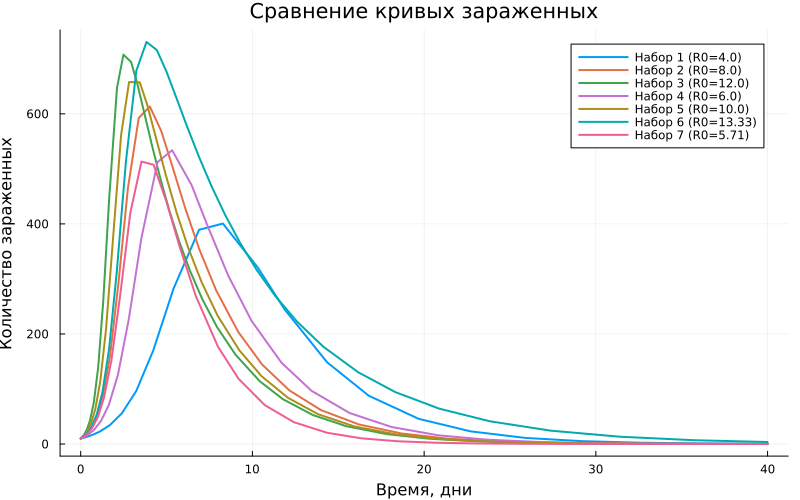 Сравнение кривых зараженных
Количество зараженных
600
400
200
0
Набор 1 (R0=4.0)
Набор 2 (R0=8.0)
Набор 3 (R0=12.0)
Набор 4 (R0=6.0)
Набор 5 (R0=10.0)
Набор 6 (R0=13.33)
Набор 7 (R0=5.71)
0 10 20 30 40
Время, дни